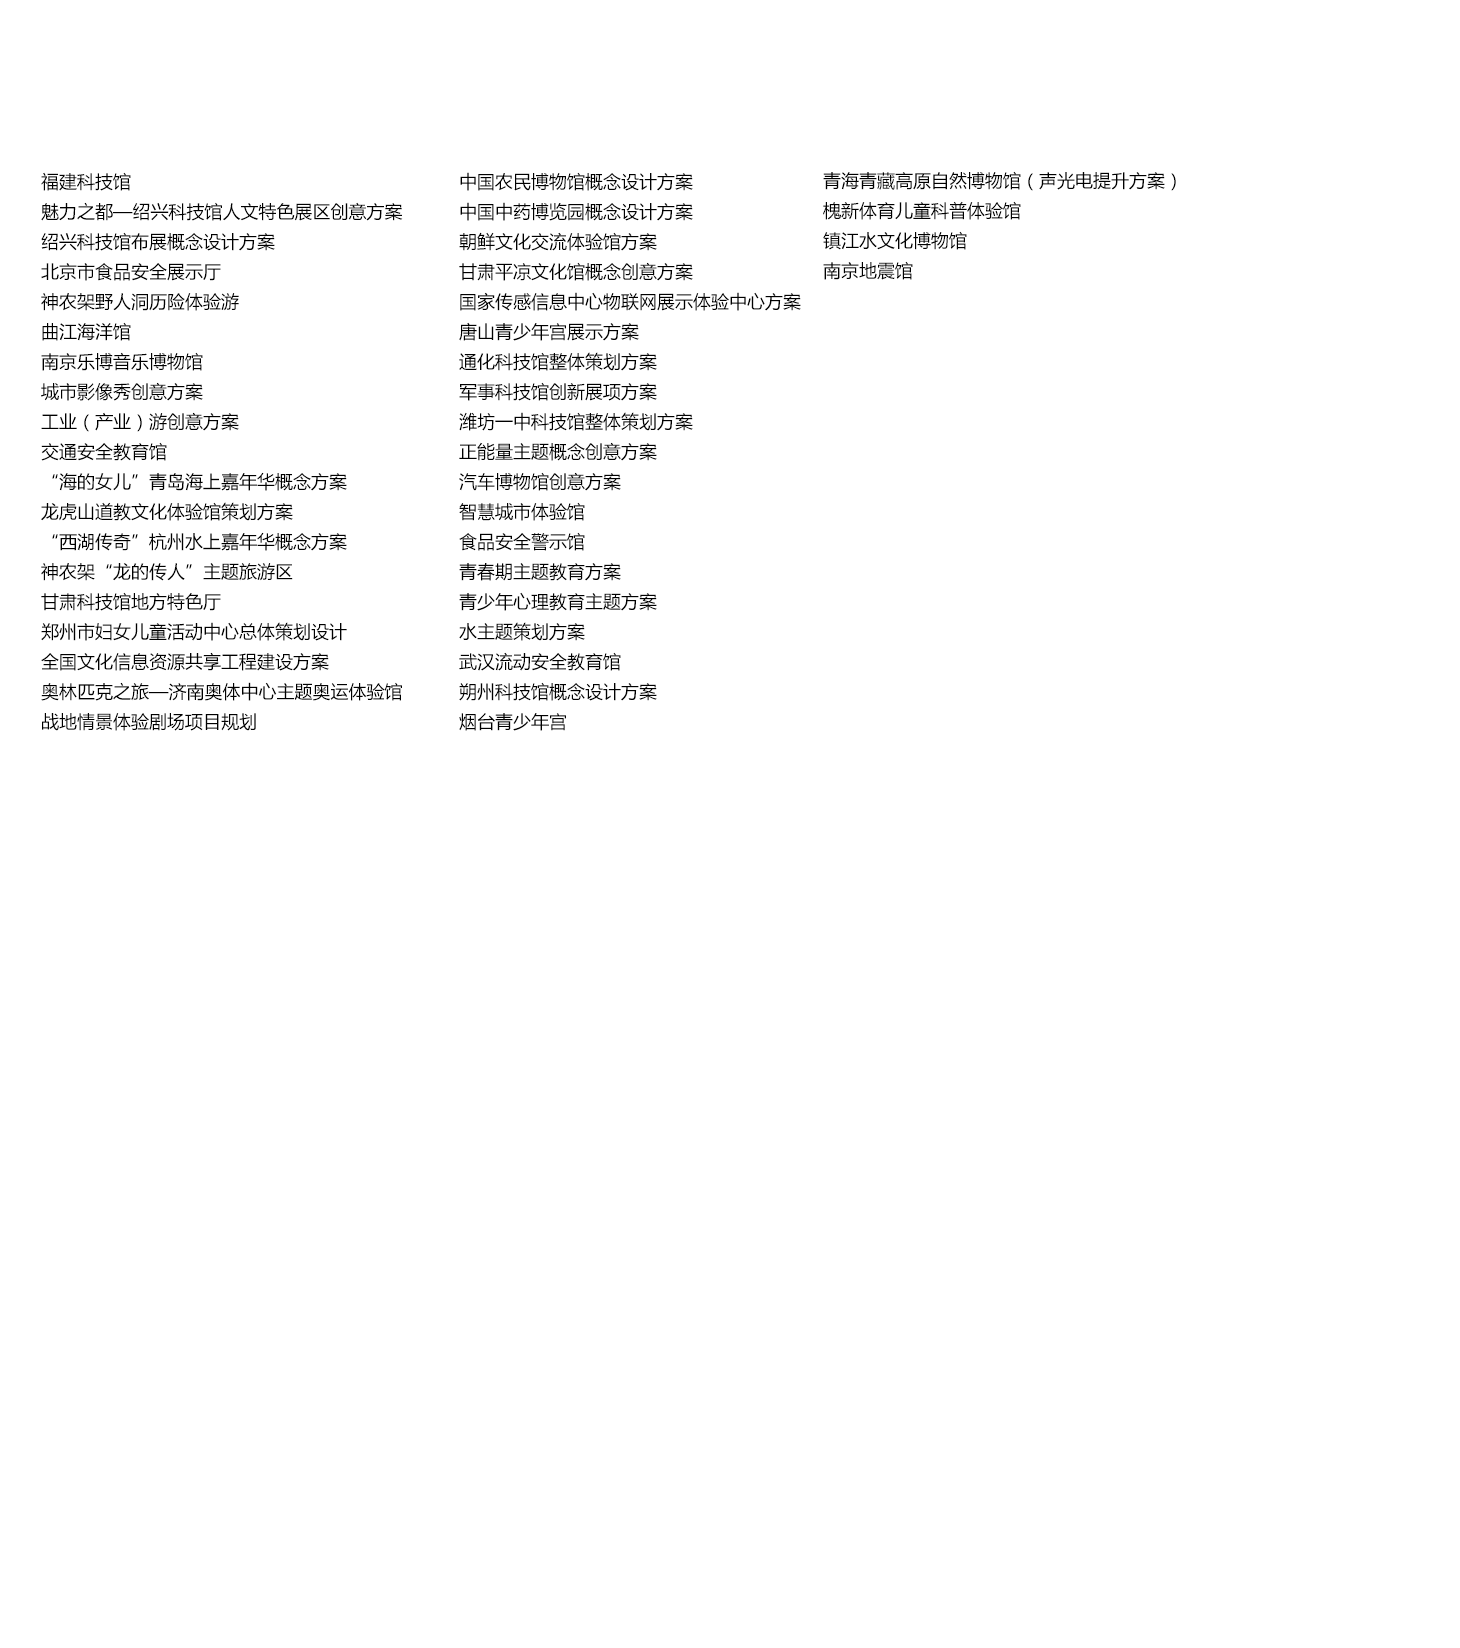 福建科技馆
魅力之都—绍兴科技馆人文特色展区创意方案
绍兴科技馆布展概念设计方案
北京市食品安全展示厅
神农架野人洞历险体验游
曲江海洋馆
南京乐博音乐博物馆
城市影像秀创意方案
工业（产业）游创意方案
交通安全教育馆
“海的女儿”青岛海上嘉年华概念方案
龙虎山道教文化体验馆策划方案
“西湖传奇”杭州水上嘉年华概念方案
神农架“龙的传人”主题旅游区
甘肃科技馆地方特色厅
郑州市妇女儿童活动中心总体策划设计
全国文化信息资源共享工程建设方案
奥林匹克之旅—济南奥体中心主题奥运体验馆
战地情景体验剧场项目规划
中国农民博物馆概念设计方案
中国中药博览园概念设计方案
朝鲜文化交流体验馆方案
甘肃平凉文化馆概念创意方案
国家传感信息中心物联网展示体验中心方案
唐山青少年宫展示方案
通化科技馆整体策划方案
军事科技馆创新展项方案
潍坊一中科技馆整体策划方案
正能量主题概念创意方案
汽车博物馆创意方案
智慧城市体验馆
食品安全警示馆
青春期主题教育方案
青少年心理教育主题方案
水主题策划方案
武汉流动安全教育馆
朔州科技馆概念设计方案
烟台青少年宫
青海青藏高原自然博物馆（声光电提升方案）
槐新体育儿童科普体验馆
镇江水文化博物馆
南京地震馆